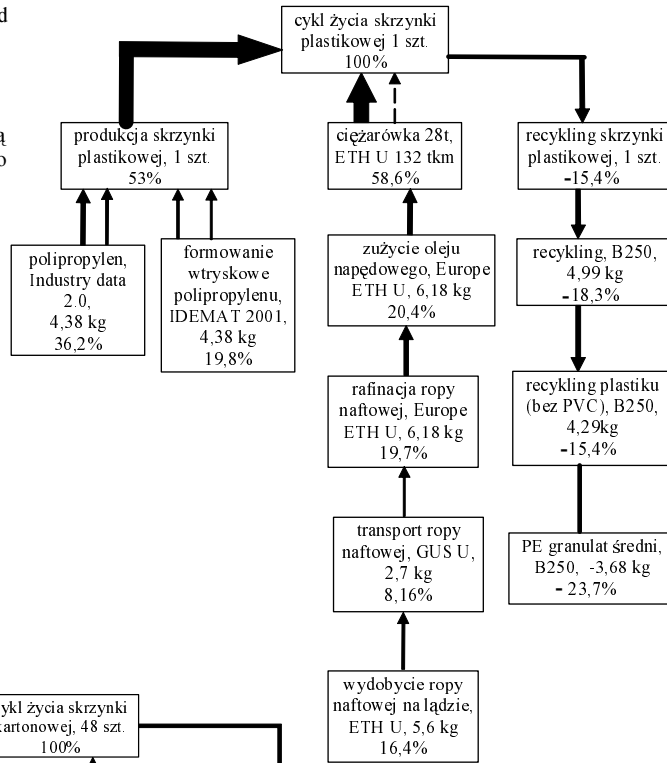 d
ą
o
cykl życia skrzynki
plastikowej 1 szt.
100%
produkcja skrzynki
plastikowej, 1 szt.
53%
ciężarówka 28t,
ETH U 132 tkm
58,6%
recykling skrzynki
plastikowej, 1 szt.
-15,4%
polipropylen,
Industry data
2.0,
4,38 kg
36,2%
formowanie
wtryskowe
polipropylenu,
IDEMAT 2001,
4,38 kg
19,8%
zużycie oleju
napędowego, Europe
ETH U, 6,18 kg
20,4%
recykling, B250,
4,99 kg
-18,3%
rafinacja ropy
naftowej, Europe
ETH U, 6,18 kg
19,7%
recykling plastiku
(bez PVC), B250,
4,29kg
-15,4%
transport ropy
naftowej, GUS U,
2,7 kg
8,16%
PE granulat średni,
B250, -3,68 kg
- 23,7%
wydobycie ropy
naftowej na lądzie,
ETH U, 5,6 kg
16,4%
ykl życia skrzynki
kartonowej, 48 szt.
100%